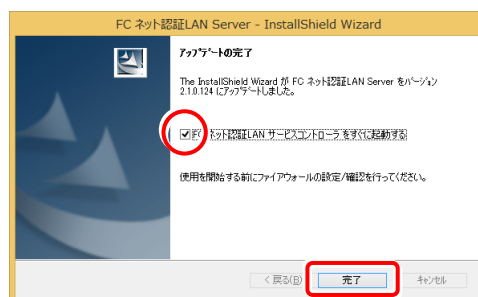 FC ネット認証LAN Server - InstallShield Wizard
アップデートの完了
The InstallShield Wizard が FC ネット認証LAN Server をバージョン
2.1.0.124 にアップデートしました。
FC ネット認証LAN サービスコントローラ をすぐに起動する
使用を開始する前にファイアウォールの設定/確認を行ってください。
< 戻る(B)
完了
キャンセル